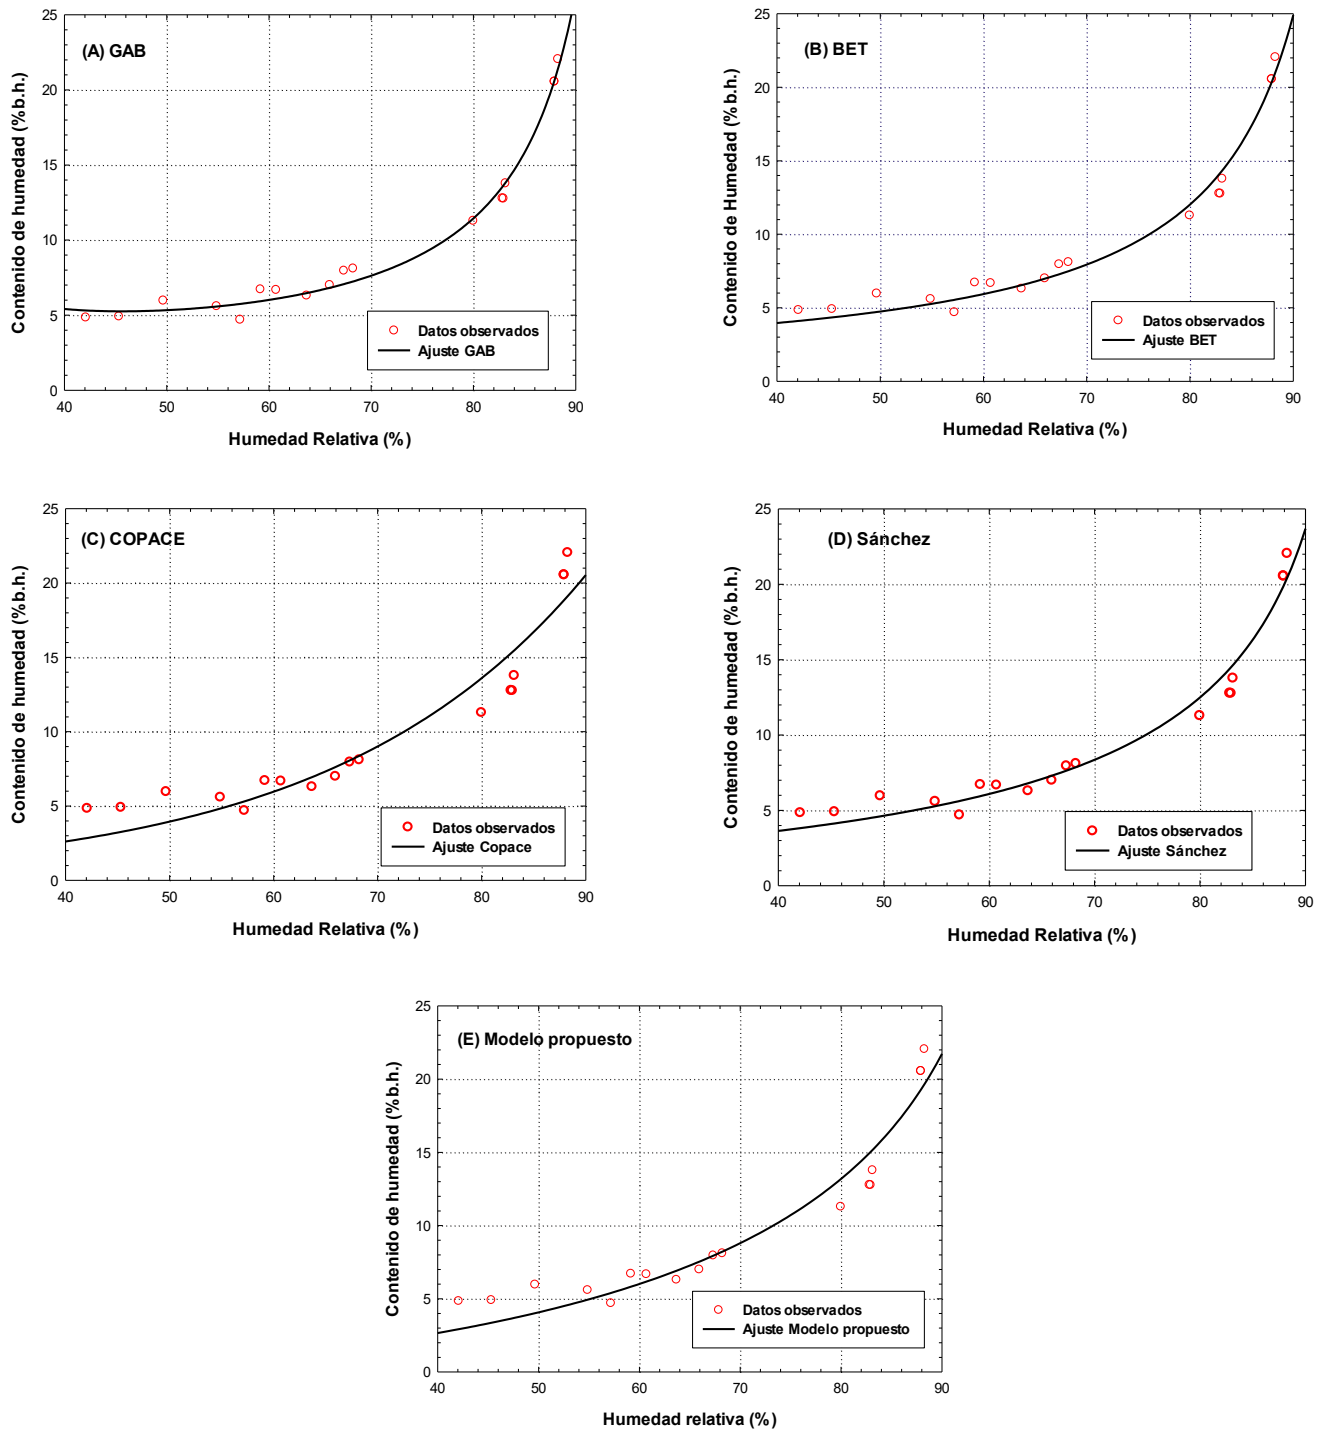 (A) GAB
Contenido de humedad (%b.h.)
25
20
15
10
5
0
40 50 60 70 80 90
Humedad Relativa (%)
Datos observados
Ajuste GAB
(B) BET
Contenido de Humedad (%b.h.)
25
20
15
10
5
0
40 50 60 70 80 90
Humedad Relativa (%)
Datos observados
Ajuste BET
(C) COPACE
Contenido de humedad (%b.h.)
25
20
15
10
5
0
40 50 60 70 80 90
Humedad Relativa (%)
Datos observados
Ajuste Copace
(D) Sánchez
Contenido de humedad (%b.h.)
25
20
15
10
5
0
40 50 60 70 80 90
Humedad Relativa (%)
Datos observados
Ajuste Sánchez
(E) Modelo propuesto
Contenido de humedad (%b.h.)
25
20
15
10
5
0
40 50 60 70 80 90
Humedad relativa (%)
Datos observados
Ajuste Modelo propuesto